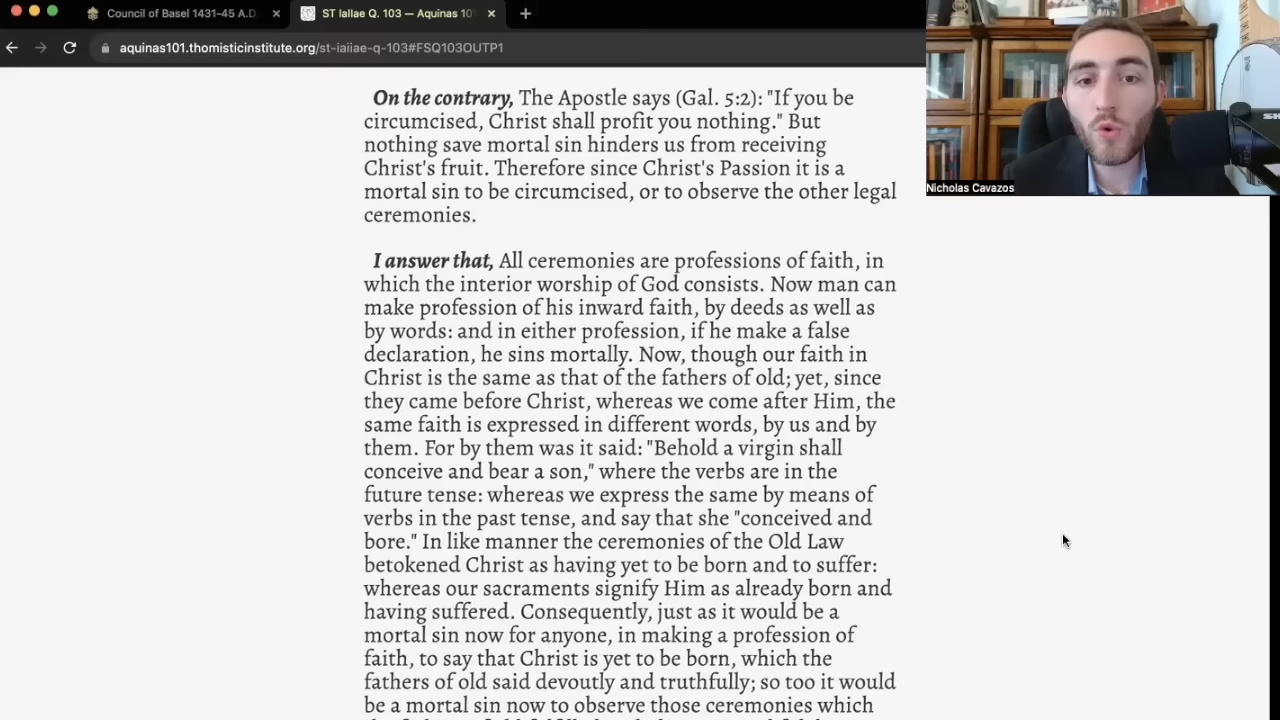 Council of Basel 1431-45 A.D
ST IaIIae Q. 103 — Aquinas 10
aquinas101.thomisticinstitute.org/st-iaiiae-q-103#FSQ103OUTP1
On the contrary, The Apostle says (Gal. 5:2): "If you be
circumcised, Christ shall profit you nothing." But
nothing save mortal sin hinders us from receiving
Christ's fruit. Therefore since Christ's Passion it is a
mortal sin to be circumcised, or to observe the other legal
ceremonies.
I answer that, All ceremonies are professions of faith, in
which the interior worship of God consists. Now man can
make profession of his inward faith, by deeds as well as
by words: and in either profession, if he make a false
declaration, he sins mortally. Now, though our faith in
Christ is the same as that of the fathers of old; yet, since
they came before Christ, whereas we come after Him, the
same faith is expressed in different words, by us and by
them. For by them was it said: "Behold a virgin shall
conceive and bear a son," where the verbs are in the
future tense: whereas we express the same by means of
verbs in the past tense, and say that she "conceived and
bore." In like manner the ceremonies of the Old Law
betokened Christ as having yet to be born and to suffer:
whereas our sacraments signify Him as already born and
having suffered. Consequently, just as it would be a
mortal sin now for anyone, in making a profession of
faith, to say that Christ is yet to be born, which the
fathers of old said devoutly and truthfully; so too it would
be a mortal sin now to observe those ceremonies which
Nicholas Cavazos
SH